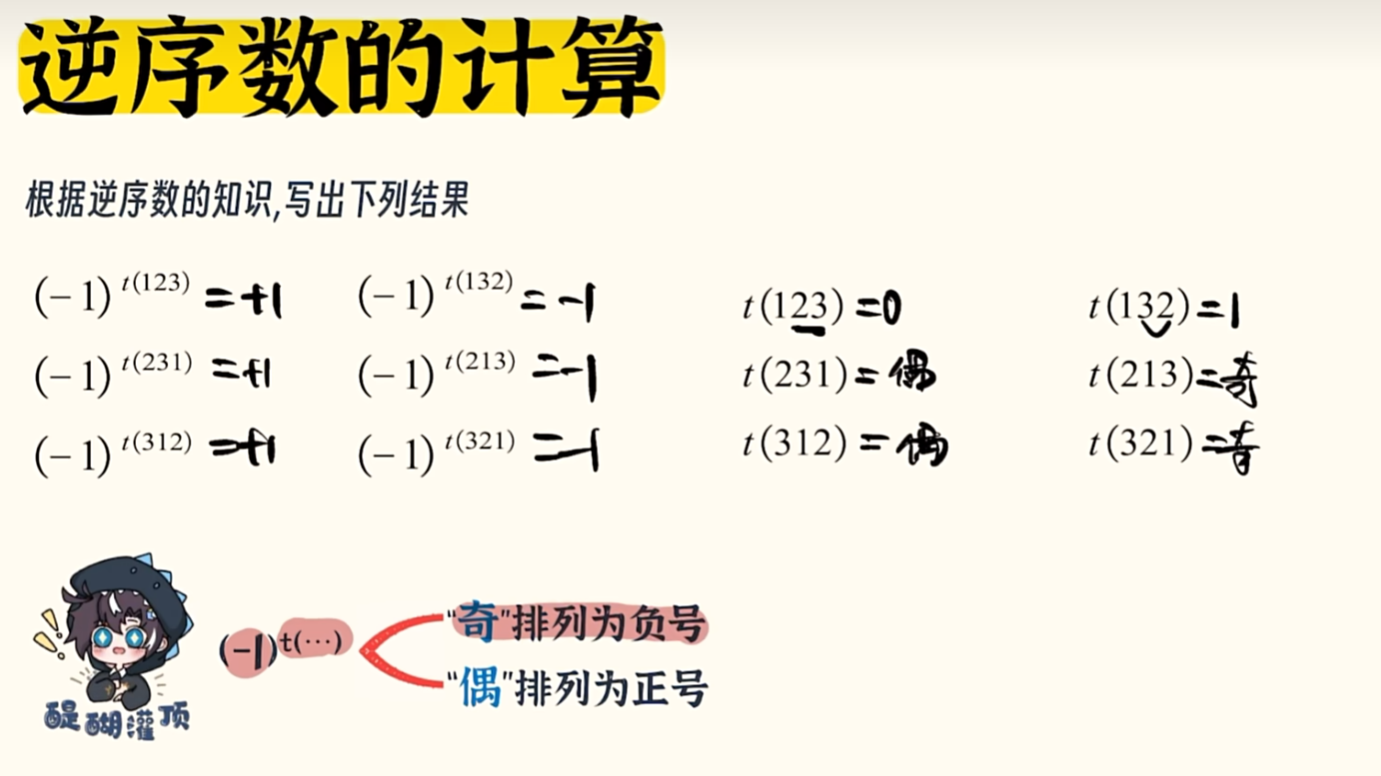 逆序数的计算
根据逆序数的知识,写出下列结果
(−1)^{t(123)} =+1 (−1)^{t(132)} =-1 t(123)=0 t(132)=1
(−1)^{t(231)} =+1 (−1)^{t(213)} =-1 t(231)=偶 t(213)=奇
(−1)^{t(312)} =+1 (−1)^{t(321)} =-1 t(312)=偶 t(321)=奇
“奇”排列为负号
(-1)^{t(···)}
“偶”排列为正号
醍醐灌顶